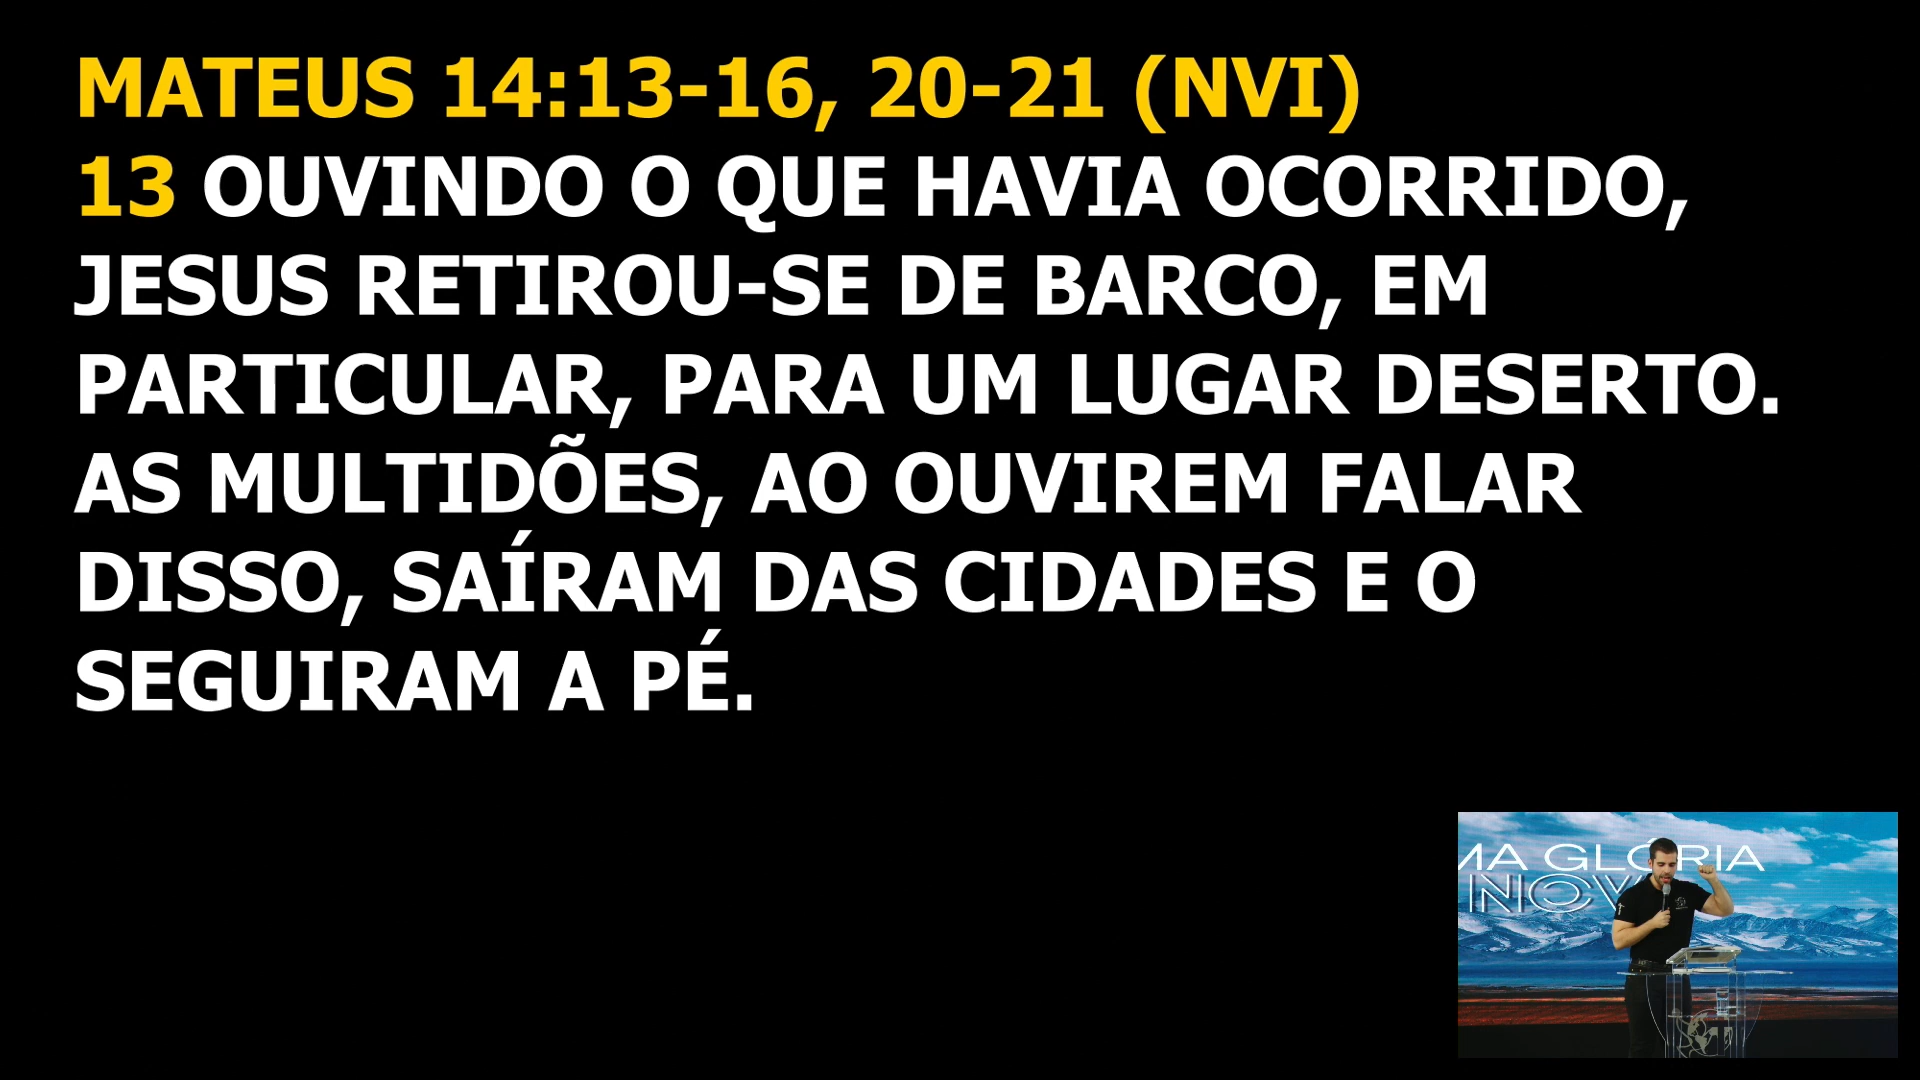 MATEUS 14:13-16, 20-21 (NVI)
13 OUVINDO O QUE HAVIA OCORRIDO,
JESUS RETIROU-SE DE BARCO, EM
PARTICULAR, PARA UM LUGAR DESERTO.
AS MULTIDÕES, AO OUVIREM FALAR
DISSO, SAÍRAM DAS CIDADES E O
SEGUIRAM A PÉ.
MA GLÓRIA
NOV